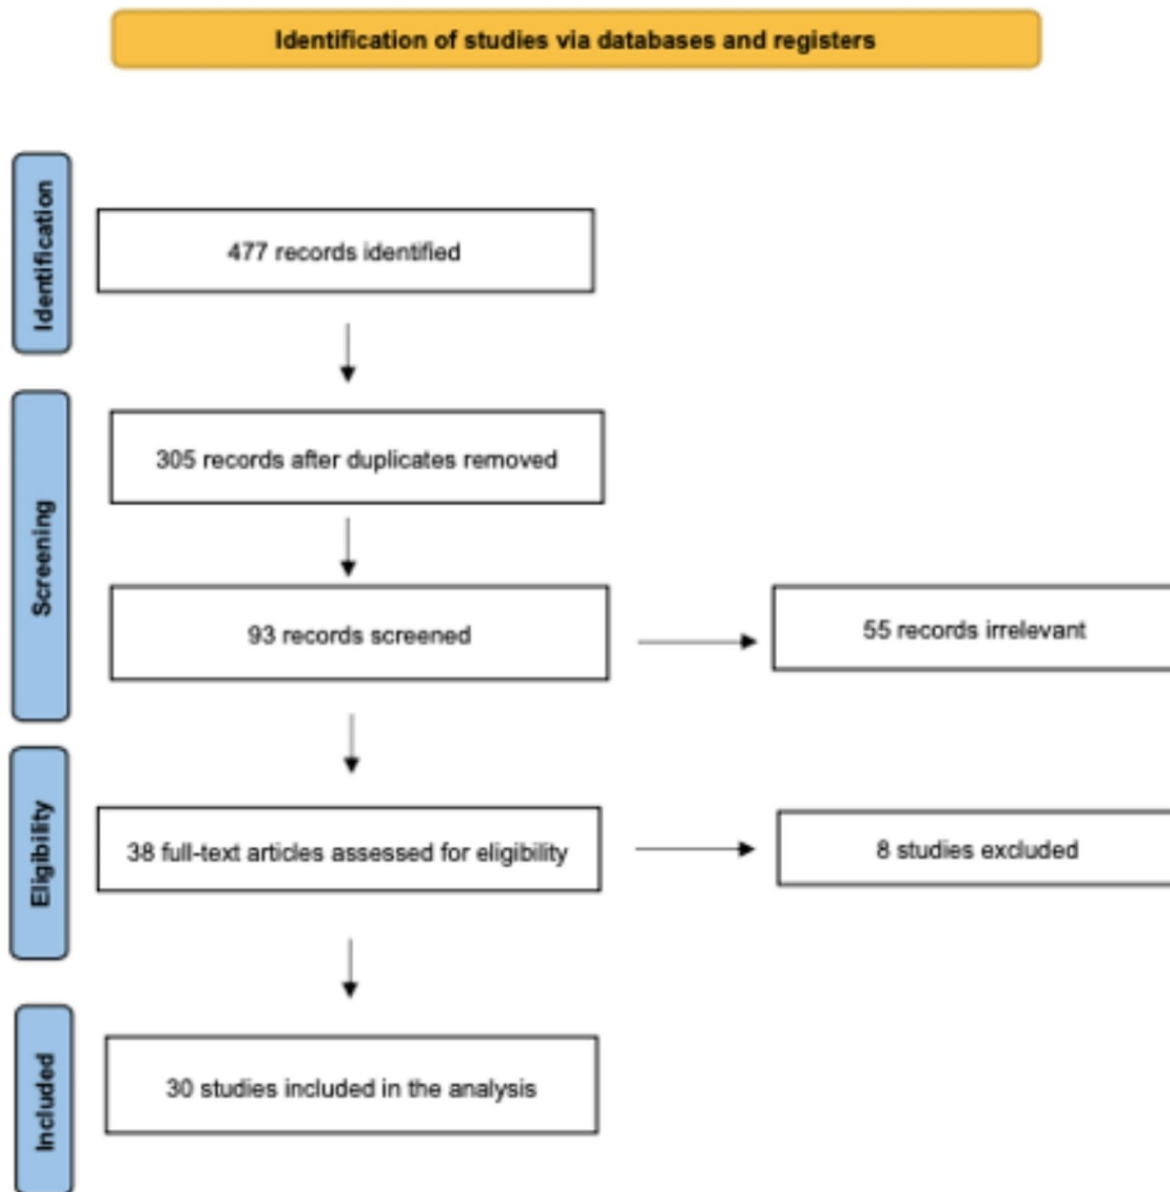 Identification of studies via databases and registers
Identification
477 records identified
Screening
305 records after duplicates removed
93 records screened
55 records irrelevant
Eligibility
38 full-text articles assessed for eligibility
8 studies excluded
Included
30 studies included in the analysis